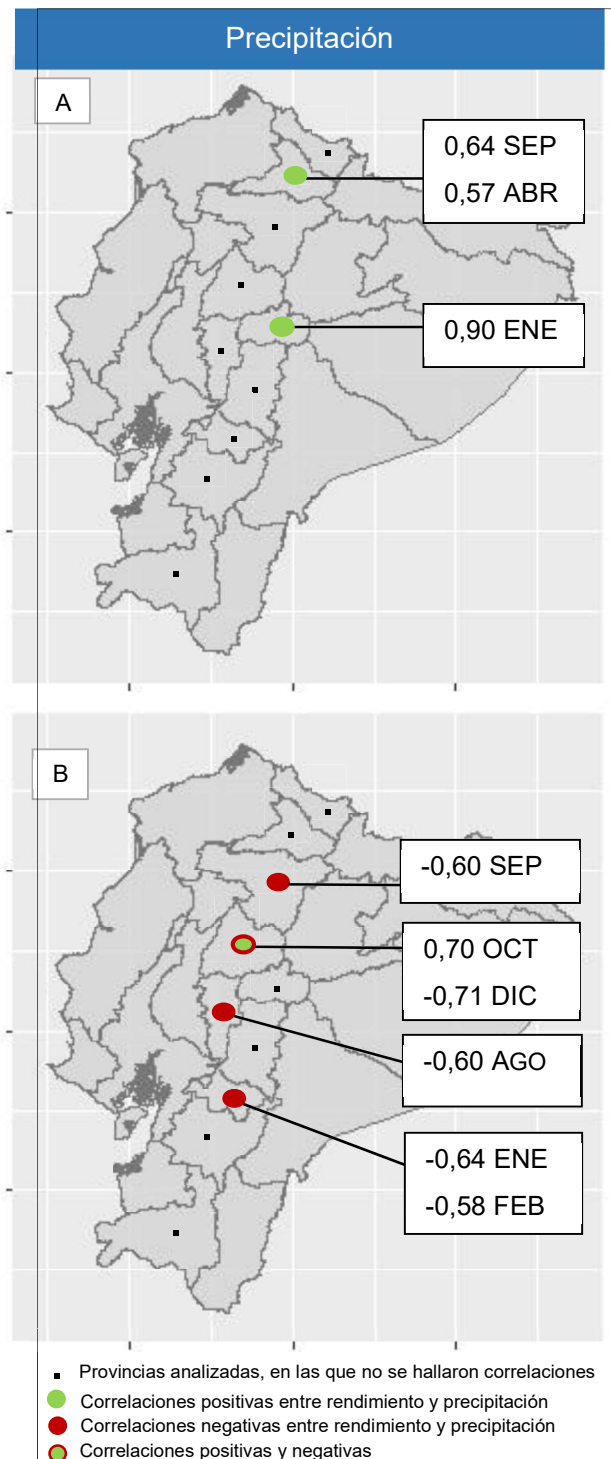 Precipitación
A
0,64 SEP
0,57 ABR
0,90 ENE
B
-0,60 SEP
0,70 OCT
-0,71 DIC
-0,60 AGO
-0,64 ENE
-0,58 FEB
Provincias analizadas, en las que no se hallaron correlaciones
Correlaciones positivas entre rendimiento y precipitación
Correlaciones negativas entre rendimiento y precipitación
Correlaciones positivas y negativas